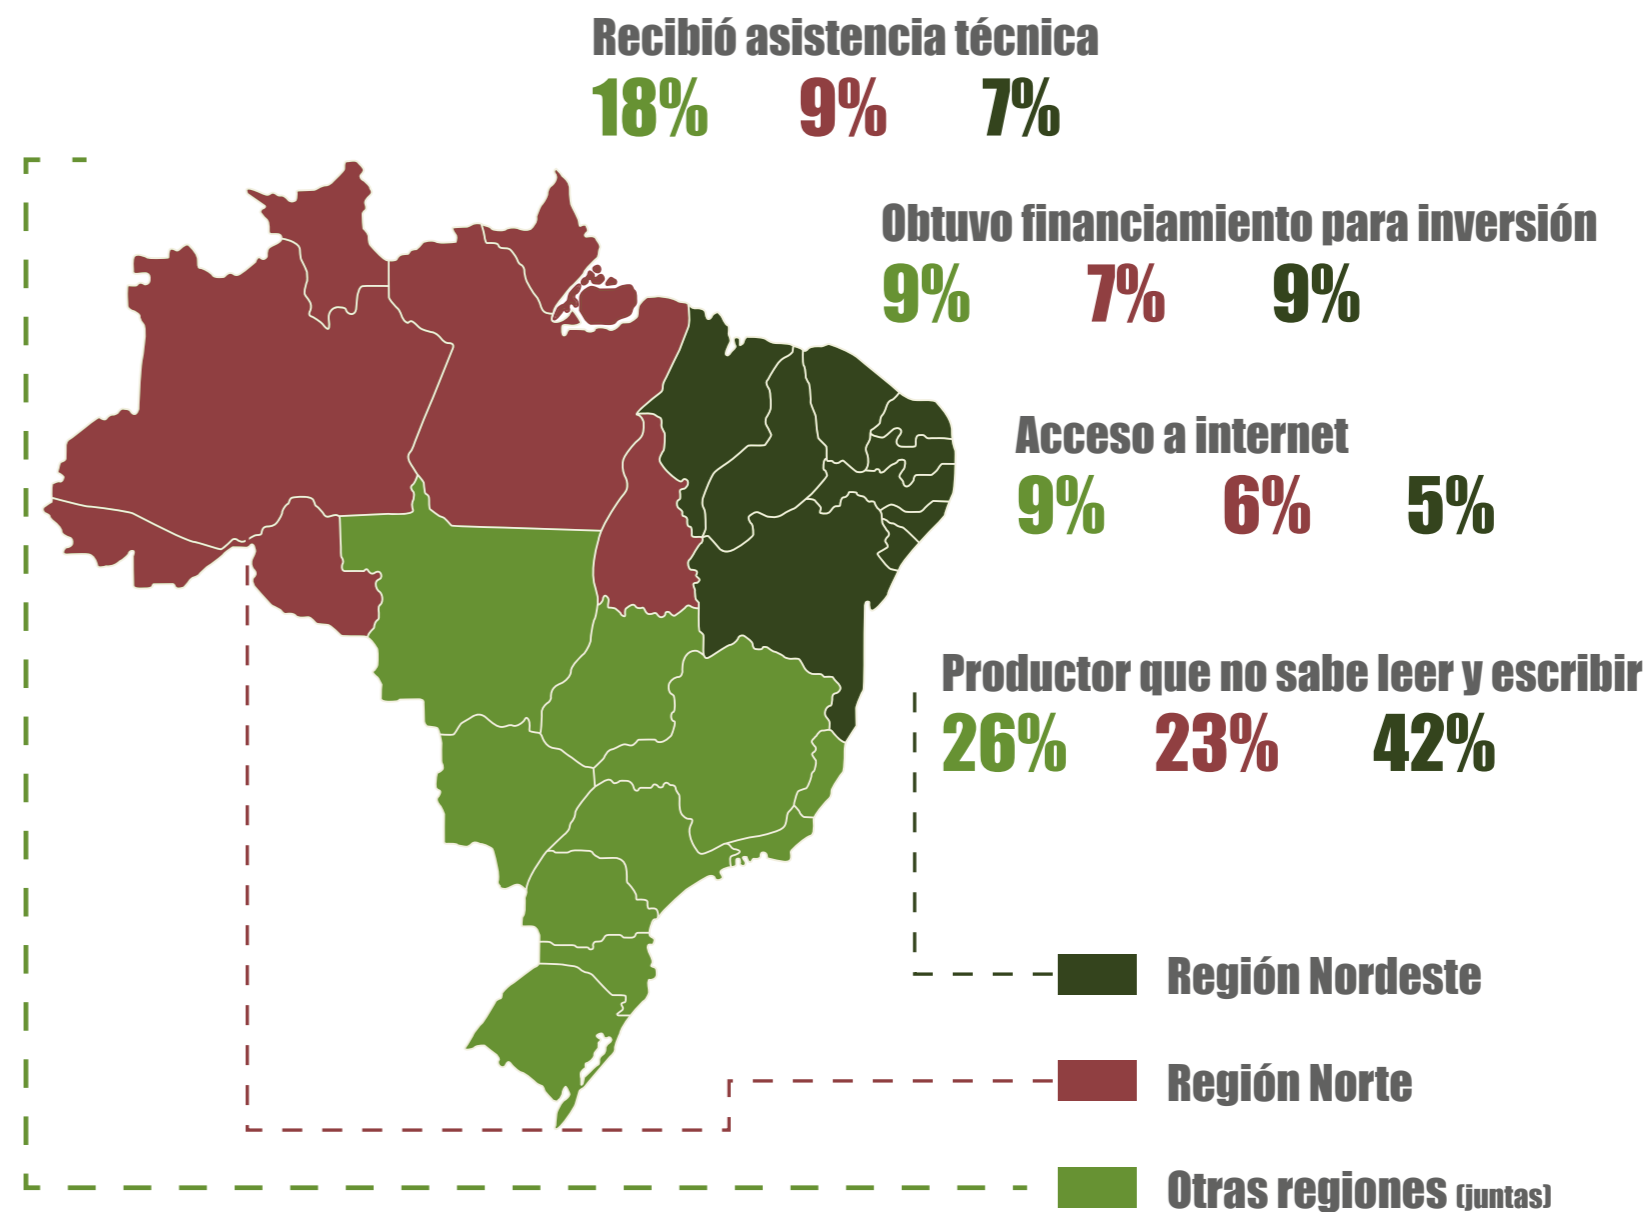 Recibió asistencia técnica
18% 9% 7%
Obtuvo financiamiento para inversión
9% 7% 9%
Acceso a internet
9% 6% 5%
Productor que no sabe leer y escribir
26% 23% 42%
Región Nordeste
Región Norte
Otras regiones (juntas)